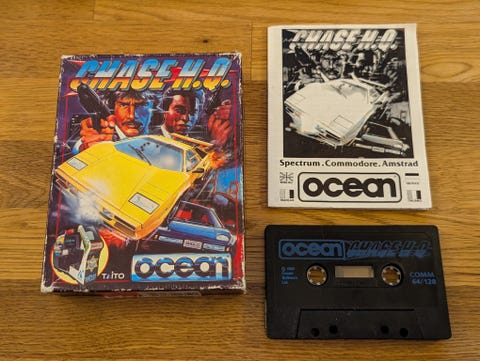 CHASE H.Q.
TAITO
ocean
CHASE H.Q.
Spectrum. Commodore. Amstrad
ocean
ocean CHASE H.Q.
COMM
64/128